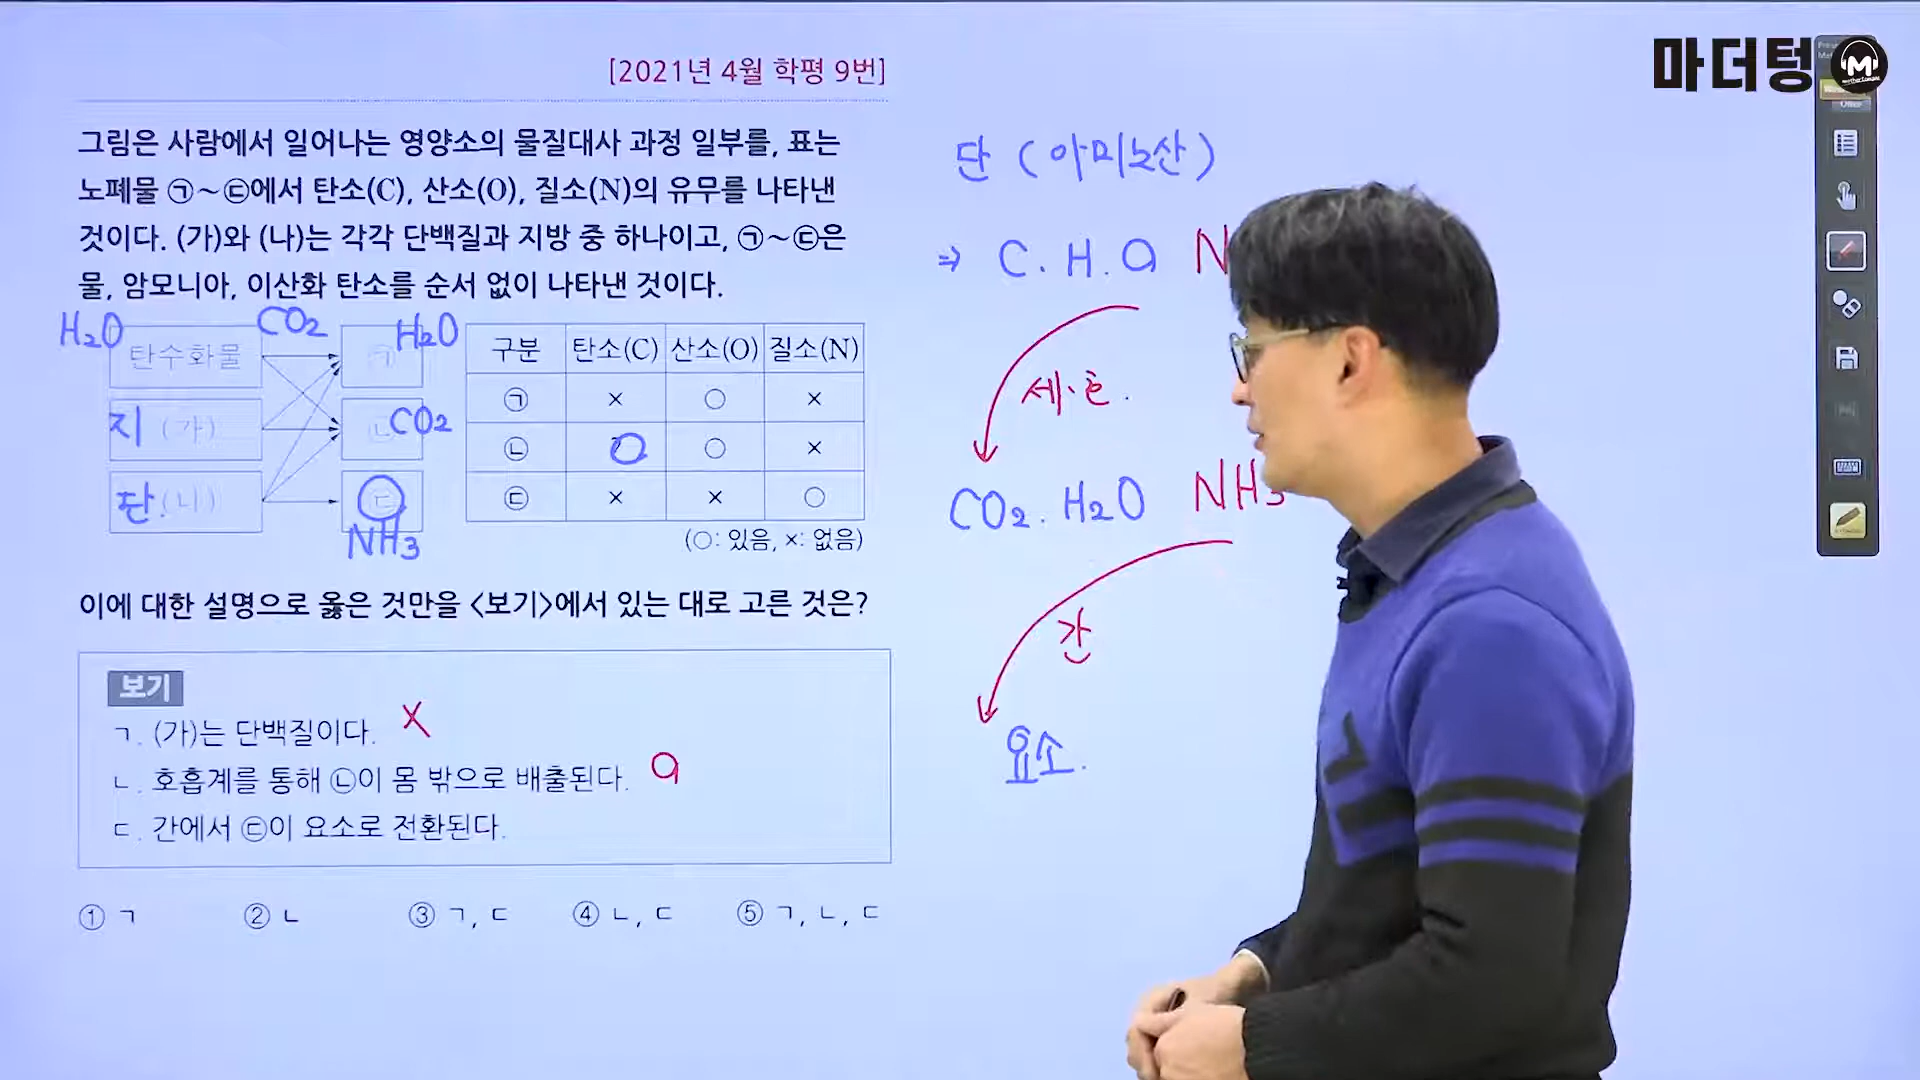 마더텅
M
[2021년 4월 학평 9번]
그림은 사람에서 일어나는 영양소의 물질대사 과정 일부를, 표는
노폐물 ㉠~㉢에서 탄소(C), 산소(O), 질소(N)의 유무를 나타낸
것이다. (가)와 (나)는 각각 단백질과 지방 중 하나이고, ㉠~㉢은
물, 암모니아, 이산화 탄소를 순서 없이 나타낸 것이다.
H₂O CO₂ H₂O
탄수화물 ㉠
지 (가) ㉡ CO₂
단 (나) ㉢
NH₃
구분 탄소(C) 산소(O) 질소(N)
㉠ × ○ ×
㉡ ○ ○ ×
㉢ × × ○
(○: 있음, ×: 없음)
이에 대한 설명으로 옳은 것만을 <보기>에서 있는 대로 고른 것은?
보기
ㄱ. (가)는 단백질이다. X
ㄴ. 호흡계를 통해 ㉡이 몸 밖으로 배출된다. O
ㄷ. 간에서 ㉢이 요소로 전환된다.
① ㄱ ② ㄴ ③ ㄱ, ㄷ ④ ㄴ, ㄷ ⑤ ㄱ, ㄴ, ㄷ
단 (아미노산)
⇒ C. H. O N
세.호.
CO₂. H₂O NH₃
간
요소.